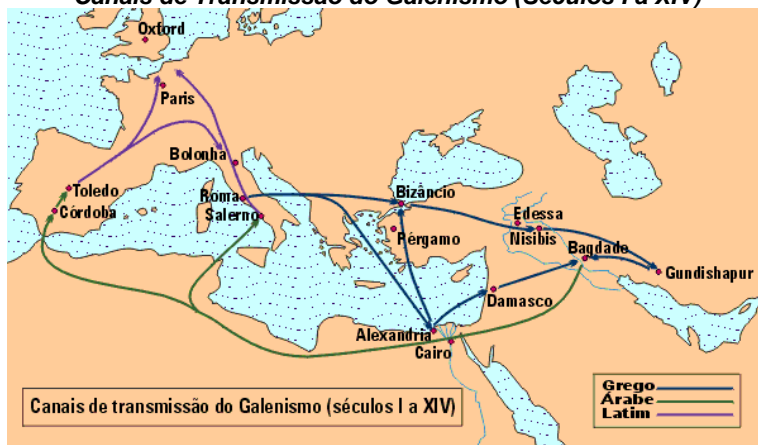 Canais de Transmissão do Galenismo (Séculos I a XIV)
Oxford
Paris
Bolonha
Toledo
Córdoba
Roma
Salerno
Bizâncio
Pérgamo
Edessa
Nisibis
Bagdade
Gundishapur
Damasco
Alexandria
Cairo
Canais de transmissão do Galenismo (séculos I a XIV)
Grego
Árabe
Latim